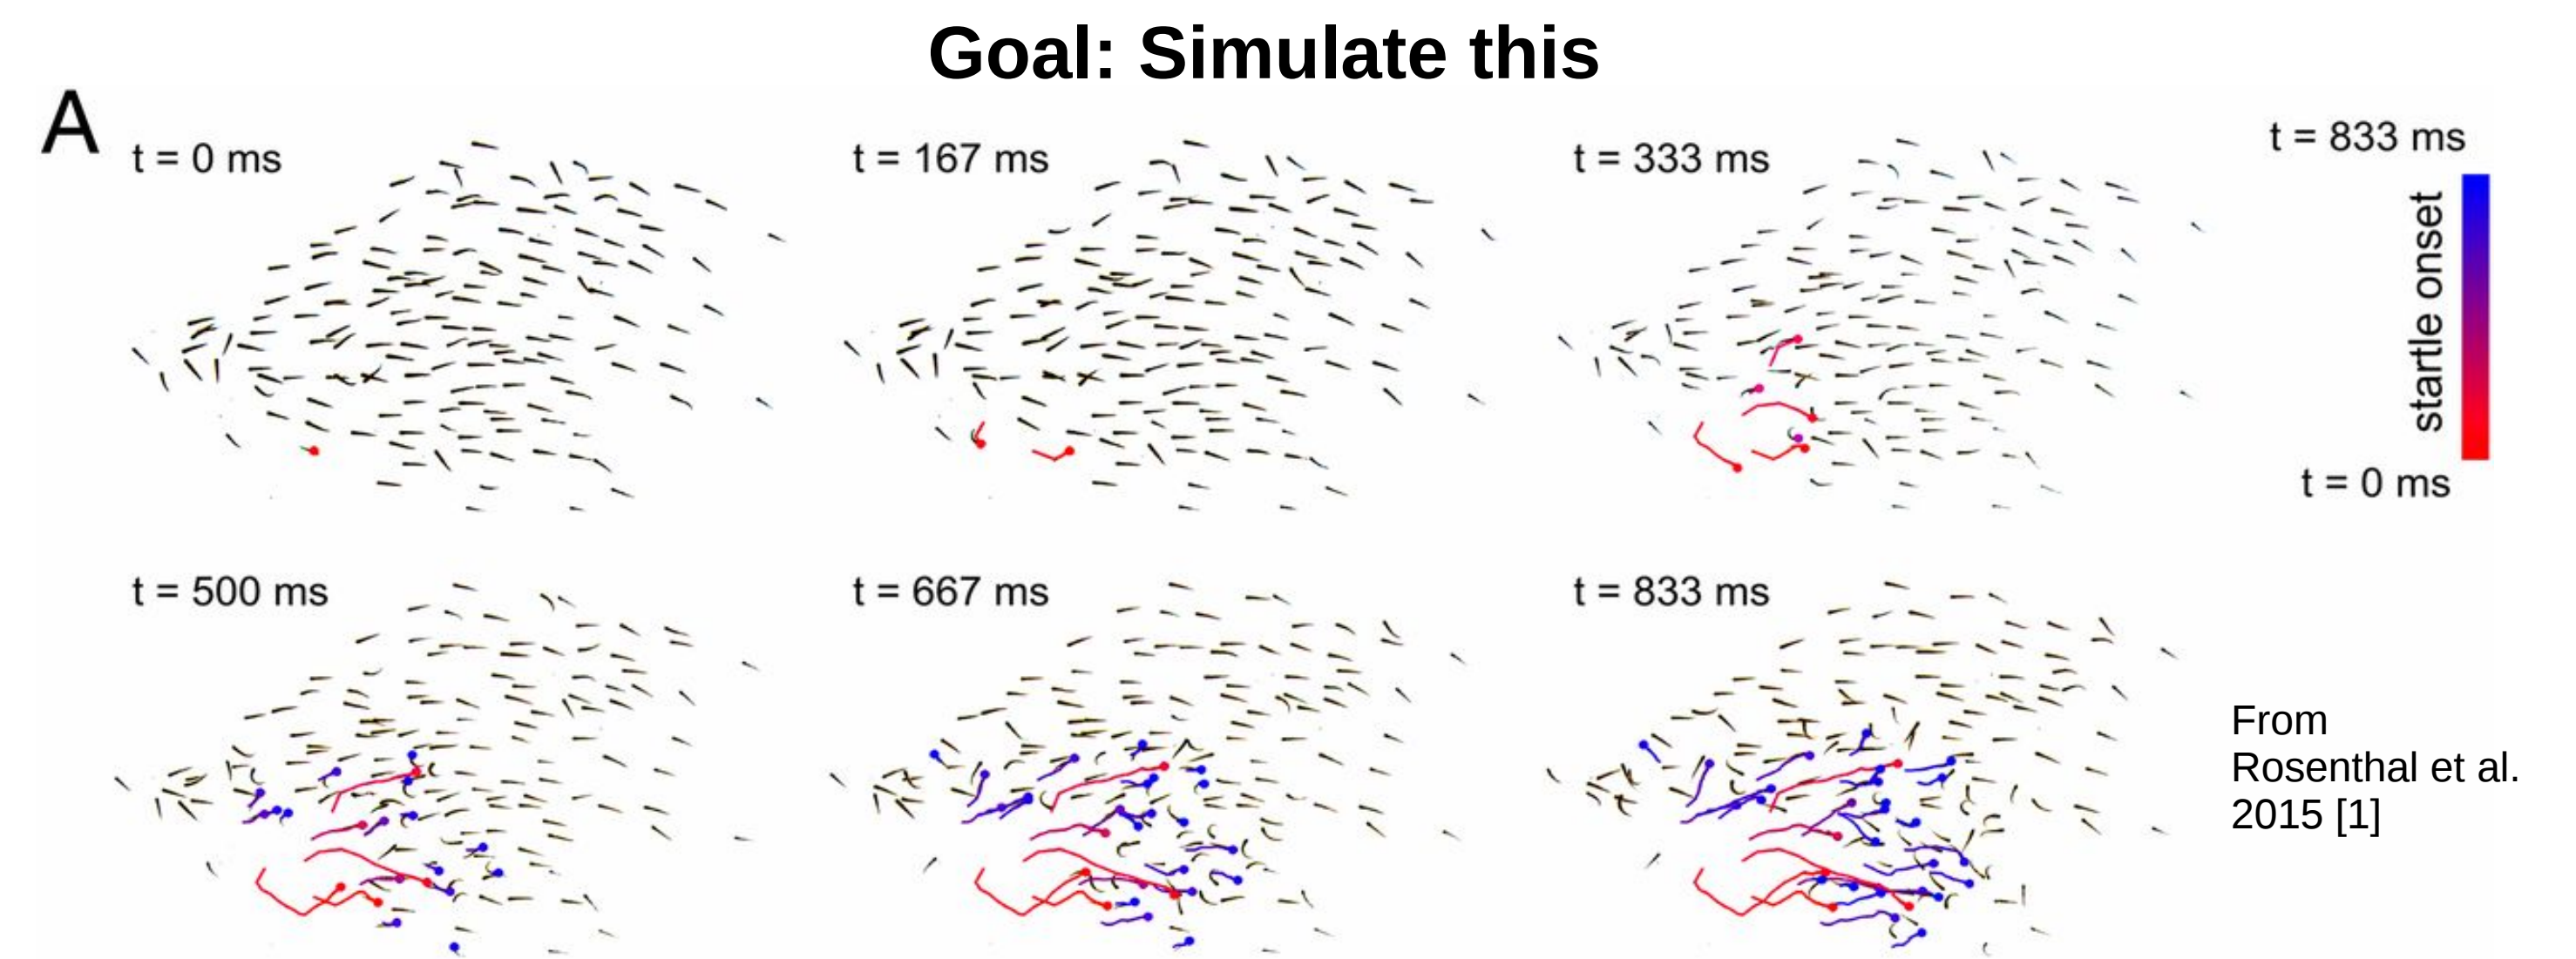 Goal: Simulate this
A
t = 0 ms
t = 167 ms
t = 333 ms
t = 833 ms
startle onset
t = 0 ms
t = 500 ms
t = 667 ms
t = 833 ms
From
Rosenthal et al.
2015 [1]